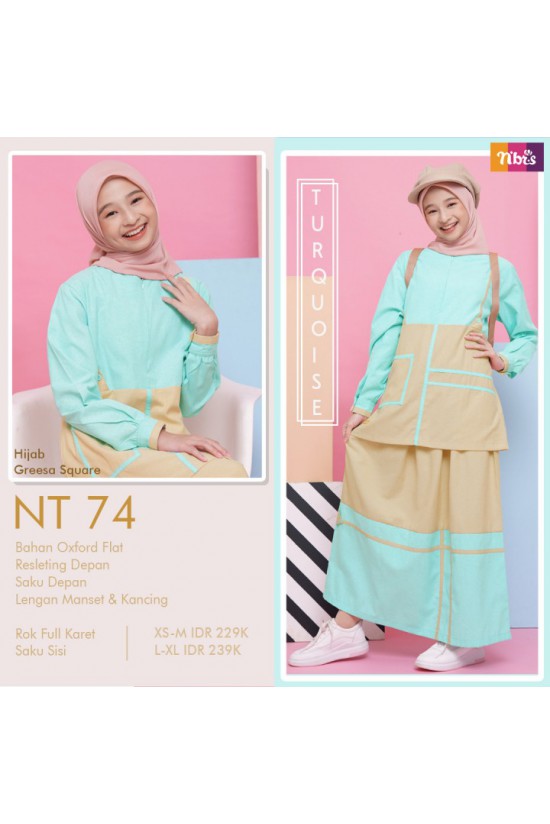 Nibr's
TURQUOISE
Hijab
Greesa Square
NT 74
Bahan Oxford Flat
Resleting Depan
Saku Depan
Lengan Manset & Kancing
Rok Full Karet
Saku Sisi
XS-M IDR 229K
L-XL IDR 239K